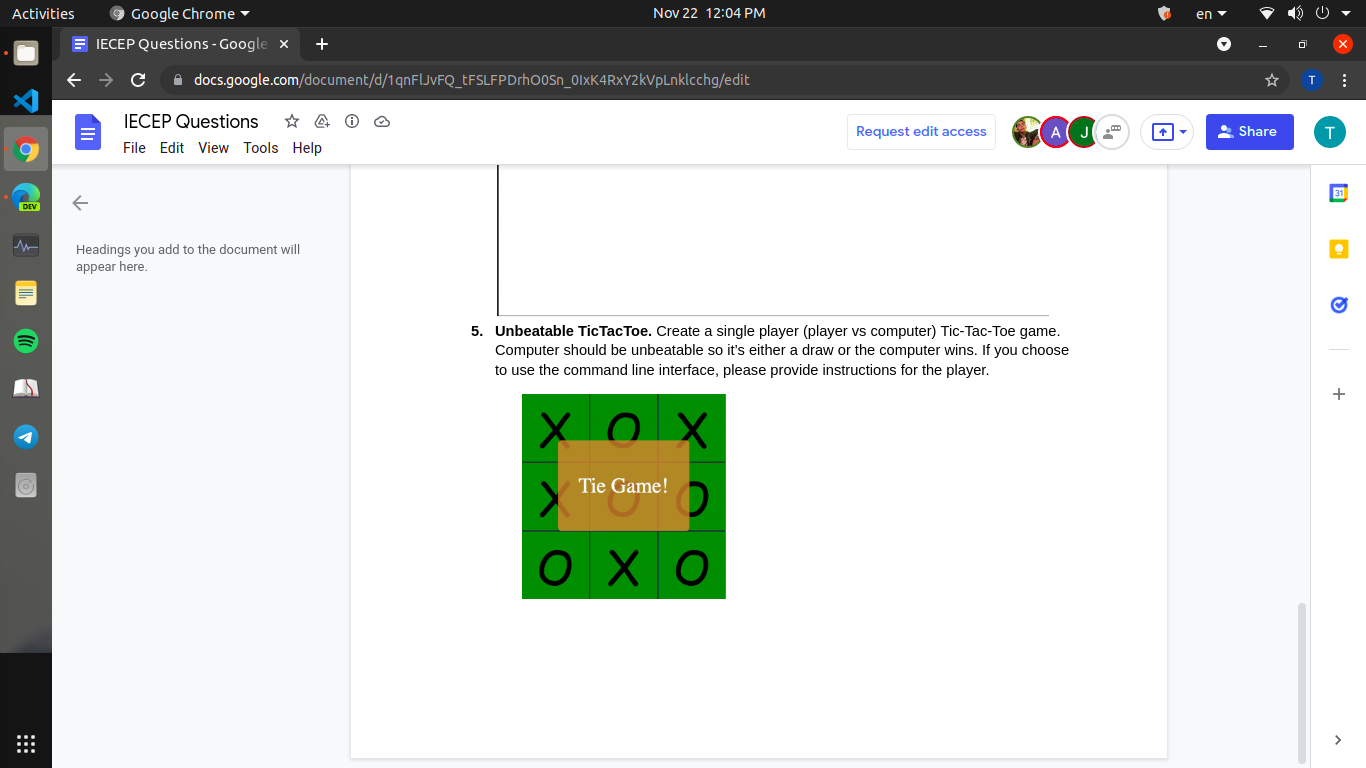 Activities
Google Chrome
Nov 22 12:04 PM
en
IECEP Questions - Google
docs.google.com/document/d/1qnFlJvFQ_tFSLFPDrhO0Sn_0IxK4RxY2kVpLnklcchg/edit
T
IECEP Questions
File Edit View Tools Help
Request edit access
A
J
Share
T
DEV
31
Headings you add to the document will
appear here.
5. Unbeatable TicTacToe. Create a single player (player vs computer) Tic-Tac-Toe game.
Computer should be unbeatable so it’s either a draw or the computer wins. If you choose
to use the command line interface, please provide instructions for the player.
X O X
X O O
Tie Game!
O X O